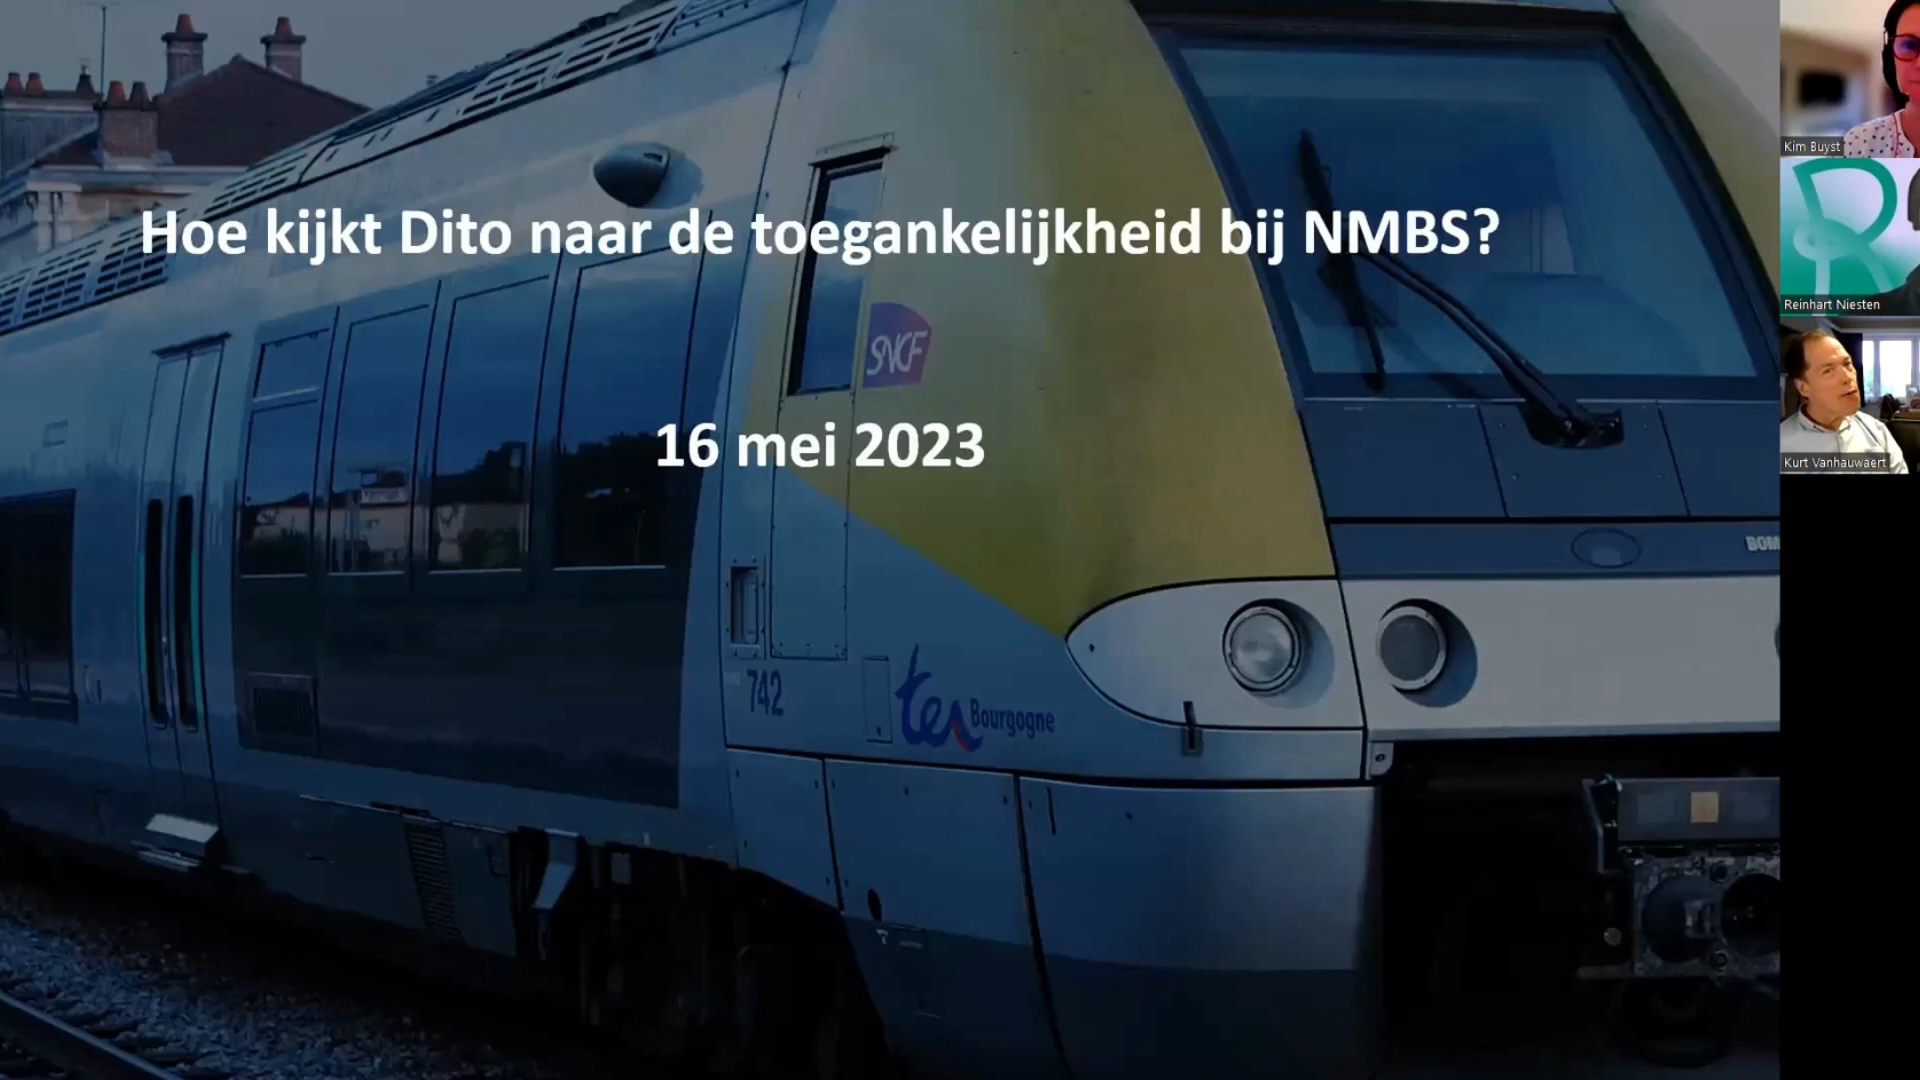 Hoe kijkt Dito naar de toegankelijkheid bij NMBS?
16 mei 2023
SNCF
742
ter Bourgogne
BOM
Kim Buyst
Reinhart Niesten
Kurt Vanhauwaert